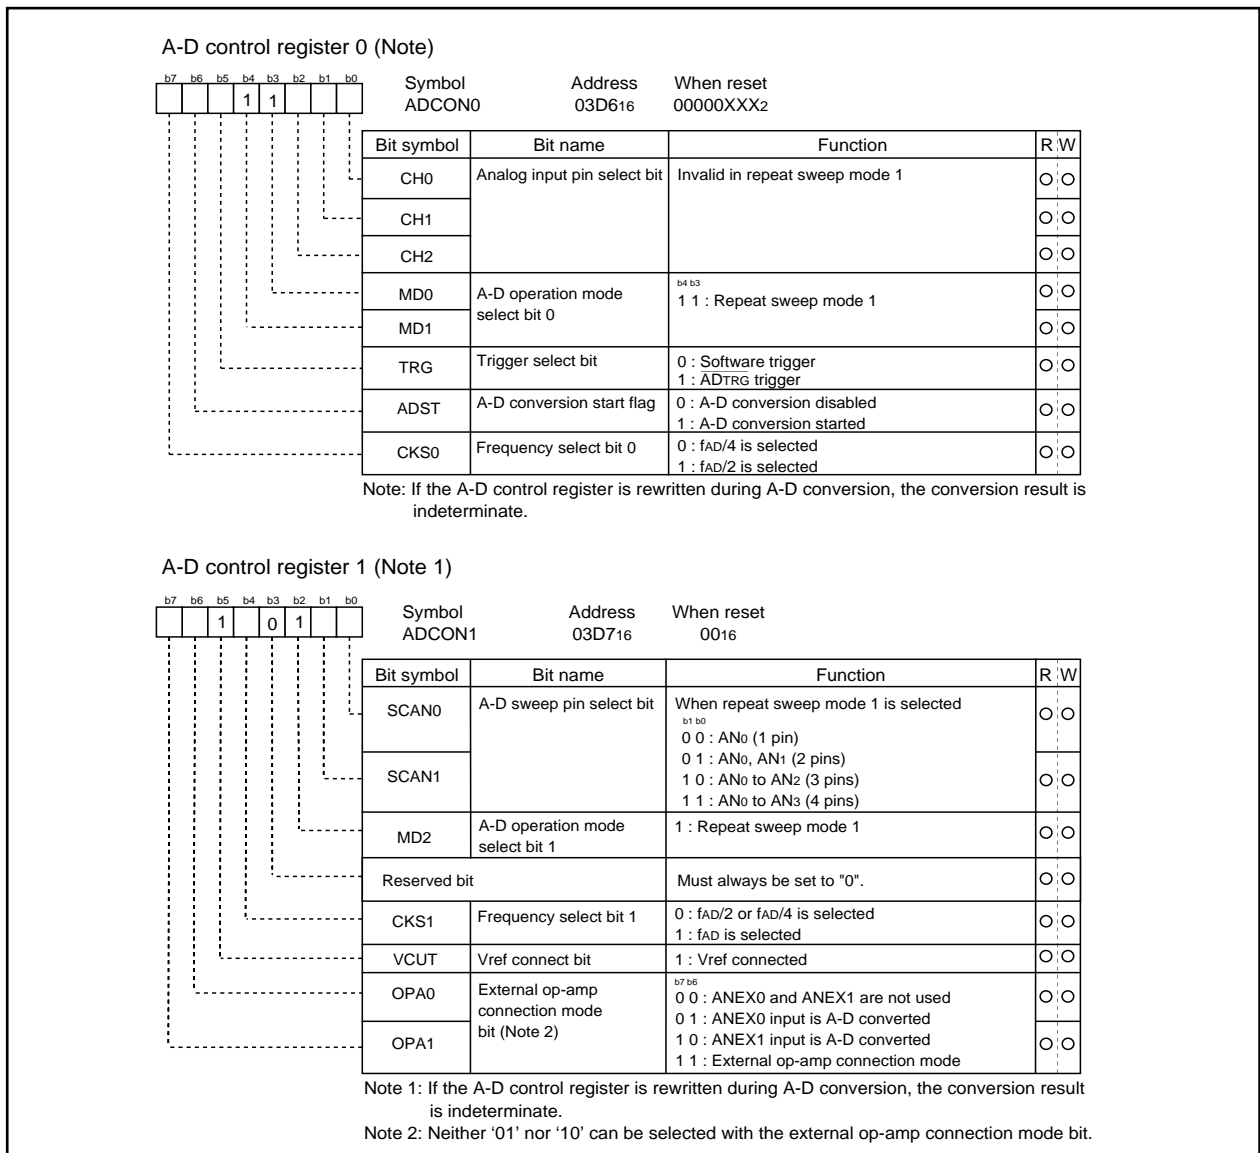 A-D control register 0 (Note)
b7 b6 b5 b4 b3 b2 b1 b0
1 1
Symbol Address When reset
ADCON0 03D616 00000XXX2
Bit symbol Bit name Function R W
CH0 Analog input pin select bit Invalid in repeat sweep mode 1
CH1
CH2
MD0 A-D operation mode select bit 0 b4 b3
1 1 : Repeat sweep mode 1
MD1
TRG Trigger select bit 0 : Software trigger
1 : ADTRG trigger
ADST A-D conversion start flag 0 : A-D conversion disabled
1 : A-D conversion started
CKS0 Frequency select bit 0 0 : fAD/4 is selected
1 : fAD/2 is selected
Note: If the A-D control register is rewritten during A-D conversion, the conversion result is
indeterminate.
A-D control register 1 (Note 1)
b7 b6 b5 b4 b3 b2 b1 b0
1 0 1
Symbol Address When reset
ADCON1 03D716 0016
Bit symbol Bit name Function R W
SCAN0 A-D sweep pin select bit When repeat sweep mode 1 is selected
b1 b0
0 0 : AN0 (1 pin)
0 1 : AN0, AN1 (2 pins)
SCAN1 1 0 : AN0 to AN2 (3 pins)
1 1 : AN0 to AN3 (4 pins)
MD2 A-D operation mode select bit 1 1 : Repeat sweep mode 1
Reserved bit Must always be set to "0".
CKS1 Frequency select bit 1 0 : fAD/2 or fAD/4 is selected
1 : fAD is selected
VCUT Vref connect bit 1 : Vref connected
OPA0 External op-amp connection mode bit (Note 2) b7 b6
0 0 : ANEX0 and ANEX1 are not used
0 1 : ANEX0 input is A-D converted
OPA1 1 0 : ANEX1 input is A-D converted
1 1 : External op-amp connection mode
Note 1: If the A-D control register is rewritten during A-D conversion, the conversion result
is indeterminate.
Note 2: Neither ‘01’ nor ‘10’ can be selected with the external op-amp connection mode bit.